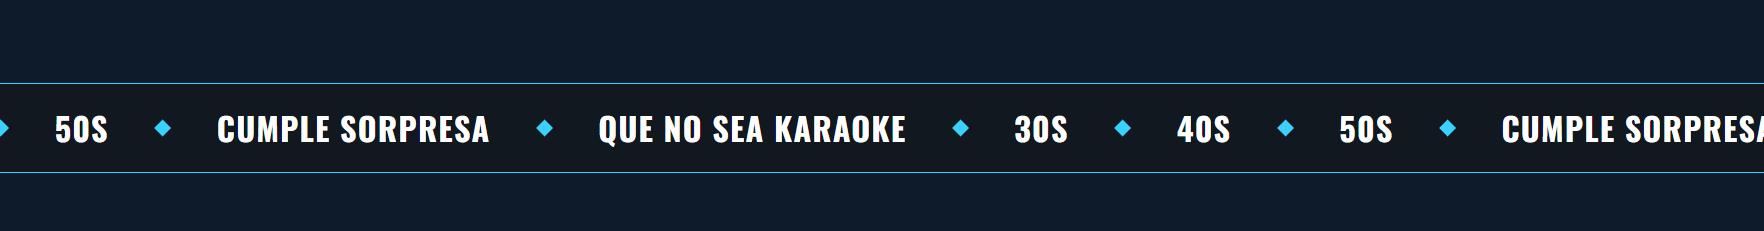 50S CUMPLE SORPRESA QUE NO SEA KARAOKE 30S 40S 50S CUMPLE SORPRESA